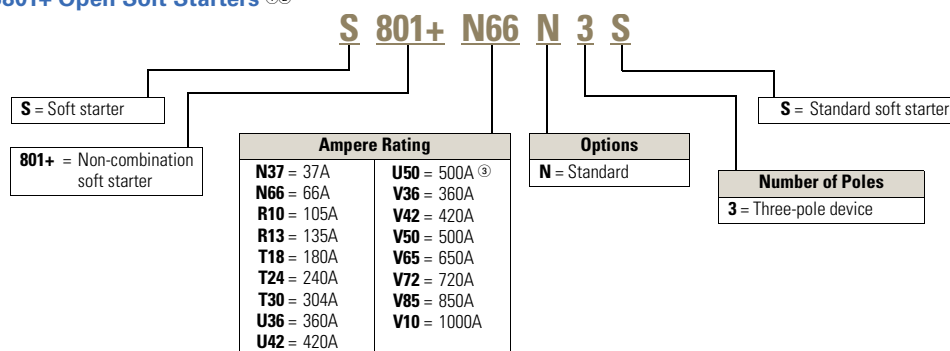 S801+ Open Soft Starters ①②
S 801+ N66 N 3 S
S = Soft starter
801+ = Non-combination
soft starter
Ampere Rating
N37 = 37A
N66 = 66A
R10 = 105A
R13 = 135A
T18 = 180A
T24 = 240A
T30 = 304A
U36 = 360A
U42 = 420A
U50 = 500A ③
V36 = 360A
V42 = 420A
V50 = 500A
V65 = 650A
V72 = 720A
V85 = 850A
V10 = 1000A
Options
N = Standard
Number of Poles
3 = Three-pole device
S = Standard soft starter